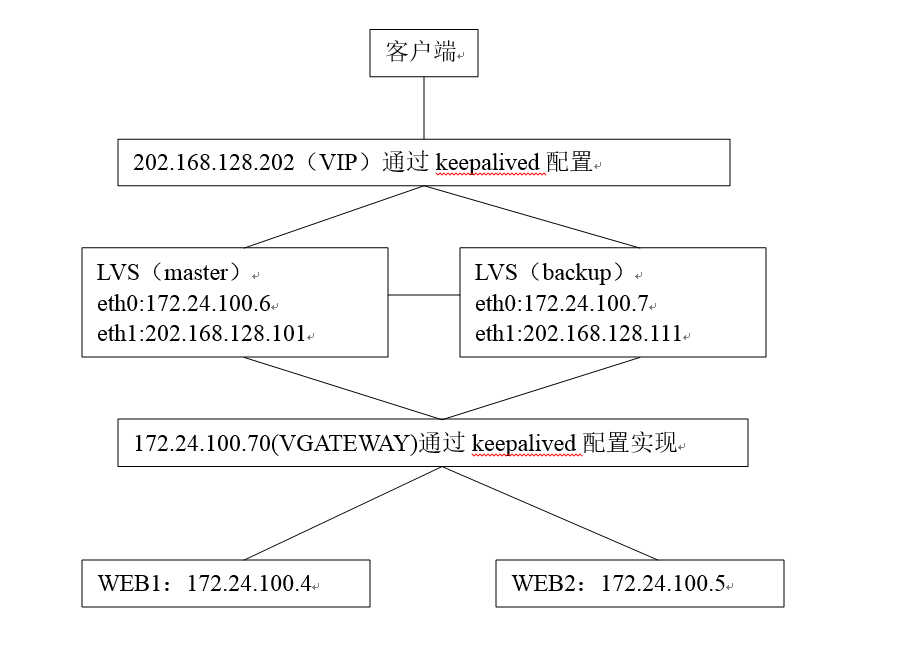 客户端
202.168.128.202（VIP）通过 keepalived 配置
LVS（master）
eth0:172.24.100.6
eth1:202.168.128.101
LVS（backup）
eth0:172.24.100.7
eth1:202.168.128.111
172.24.100.70(VGATEWAY)通过 keepalived 配置实现
WEB1：172.24.100.4
WEB2：172.24.100.5